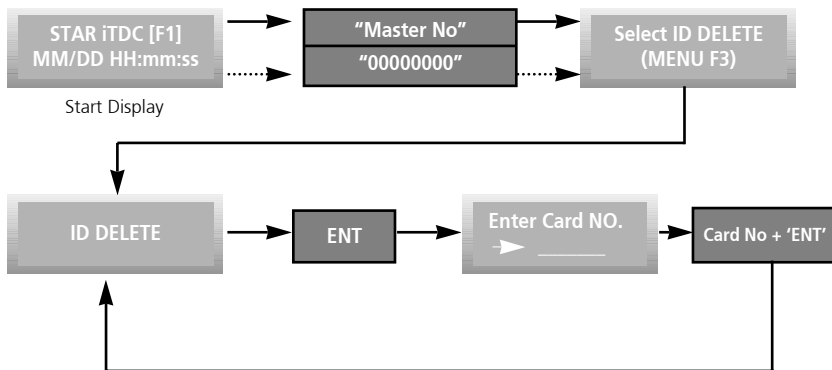 STAR iTDC [F1]
MM/DD HH:mm:ss
“Master No”
“00000000”
Select ID DELETE
(MENU F3)
Start Display
ID DELETE
ENT
Enter Card NO.
Card No + ‘ENT’